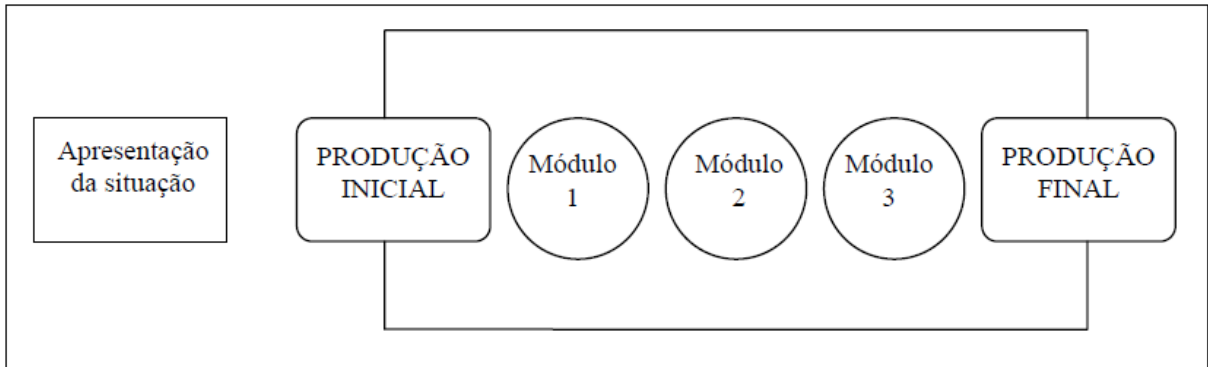 Apresentação
da situação
PRODUÇÃO
INICIAL
Módulo
1
Módulo
2
Módulo
3
PRODUÇÃO
FINAL